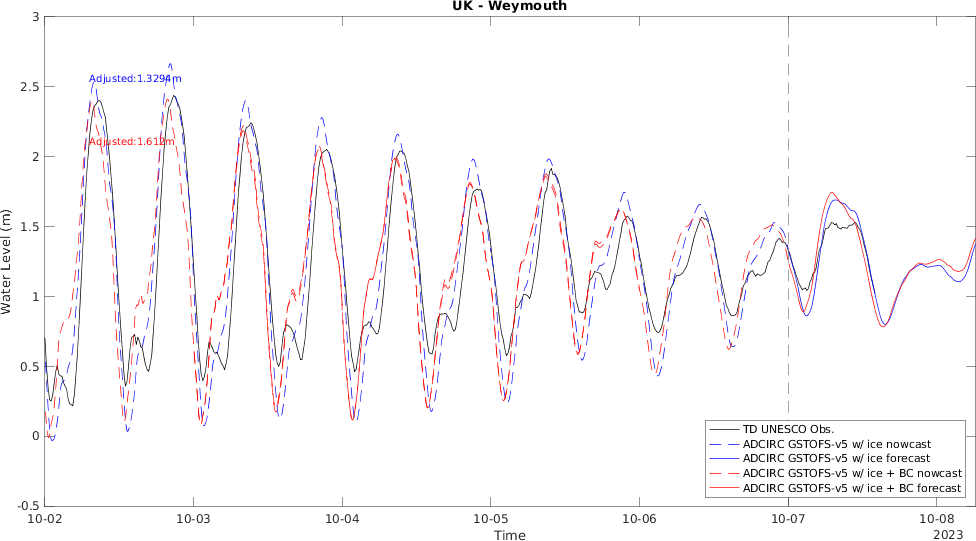 UK - Weymouth
3
2.5
2
1.5
1
0.5
0
-0.5
Water Level (m)
Adjusted:1.3294m
Adjusted:1.612m
TD UNESCO Obs.
ADCIRC GSTOFS-v5 w/ ice nowcast
ADCIRC GSTOFS-v5 w/ ice forecast
ADCIRC GSTOFS-v5 w/ ice + BC nowcast
ADCIRC GSTOFS-v5 w/ ice + BC forecast
10-02 10-03 10-04 10-05 10-06 10-07 10-08
Time
2023